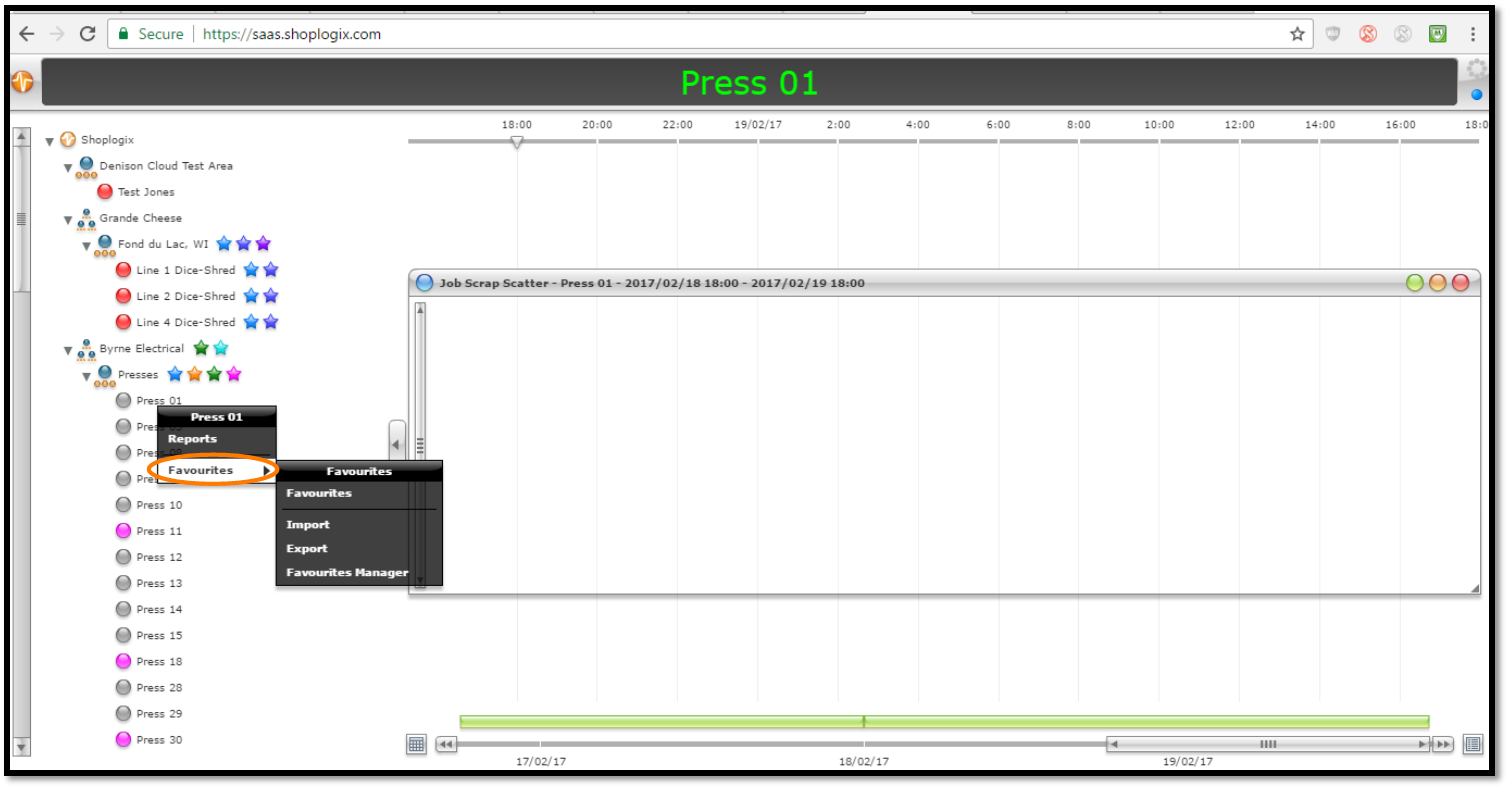 Secure | https://saas.shoplogix.com
Press 01
18:00 20:00 22:00 19/02/17 2:00 4:00 6:00 8:00 10:00 12:00 14:00 16:00 18:0
Shoplogix
Denison Cloud Test Area
Test Jones
Grande Cheese
Fond du Lac, WI
Line 1 Dice-Shred
Line 2 Dice-Shred
Line 4 Dice-Shred
Byrne Electrical
Presses
Press 01
Press 10
Press 11
Press 12
Press 13
Press 14
Press 15
Press 18
Press 28
Press 29
Press 30
Press 01
Reports
Favourites
Favourites
Favourites
Import
Export
Favourites Manager
Job Scrap Scatter - Press 01 - 2017/02/18 18:00 - 2017/02/19 18:00
17/02/17 18/02/17 19/02/17